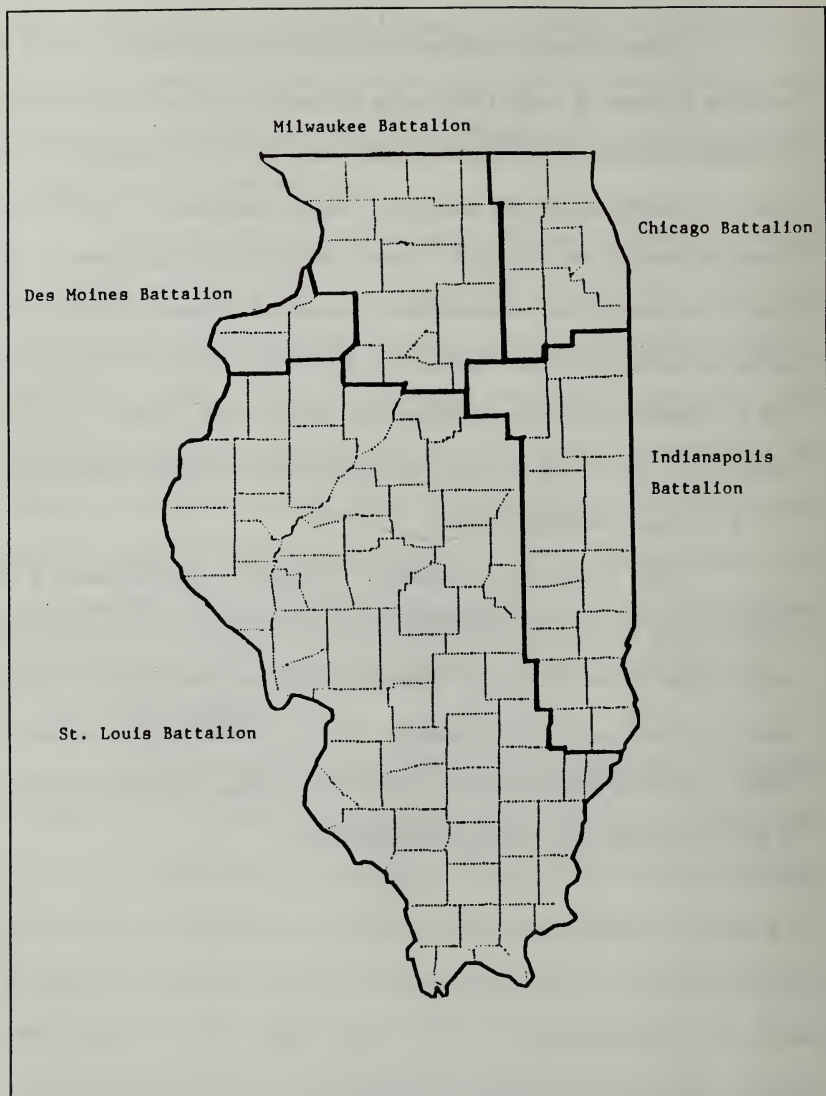 Milwaukee Battalion
Chicago Battalion
Des Moines Battalion
Indianapolis
Battalion
St. Louis Battalion